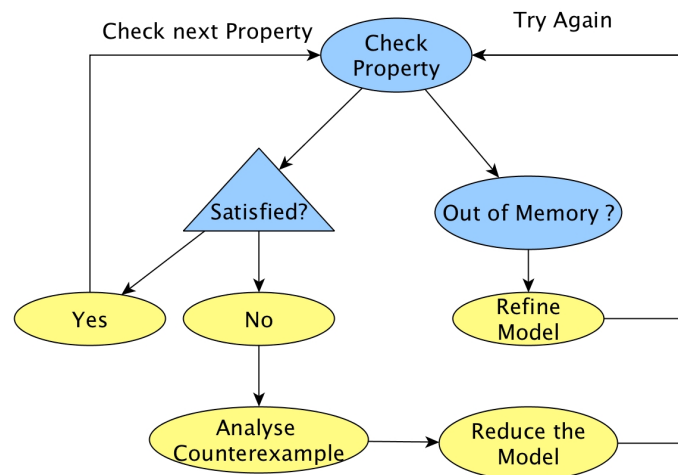 Check next Property
Try Again
Check
Property
Satisfied?
Out of Memory ?
Yes
No
Refine
Model
Analyse
Counterexample
Reduce the
Model